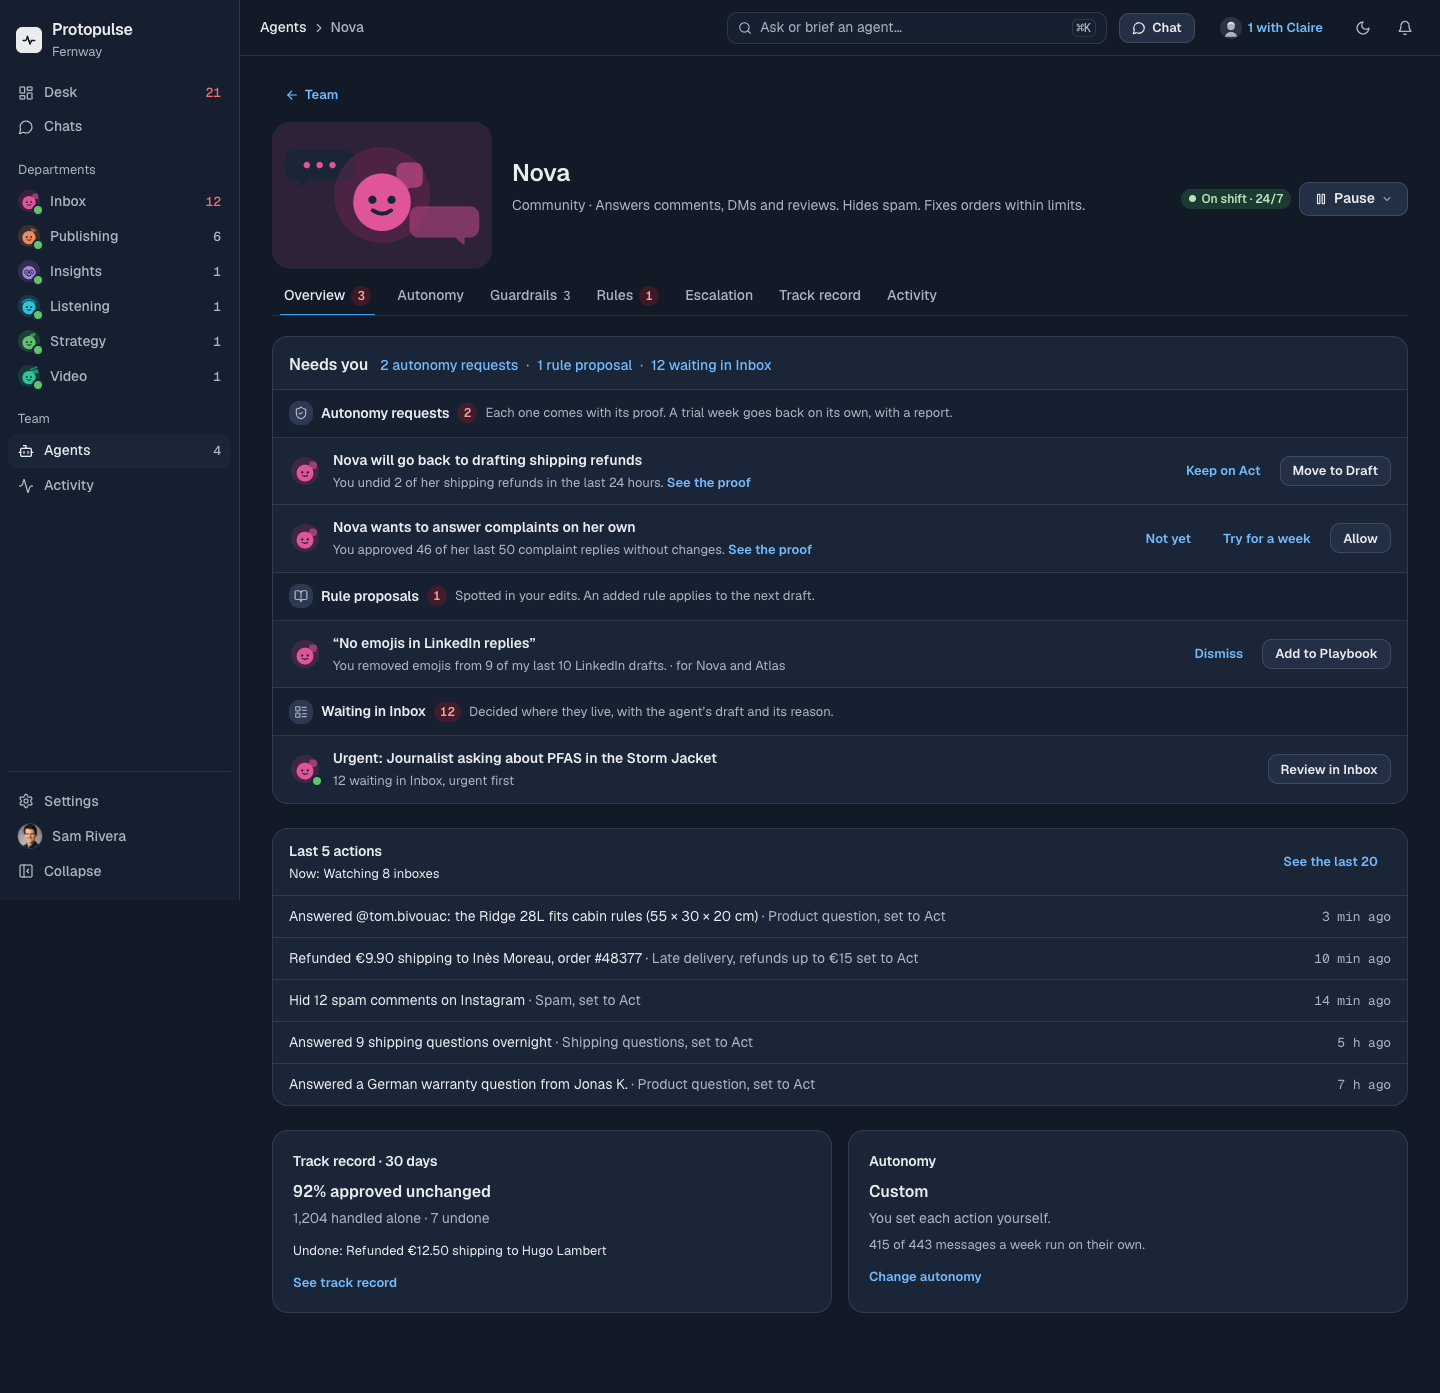 Protopulse
Fernway
Desk 21
Chats
Departments
Inbox 12
Publishing 6
Insights 1
Listening 1
Strategy 1
Video 1
Team
Agents 4
Activity
Settings
Sam Rivera
Collapse
Agents > Nova
Ask or brief an agent… ⌘K
Chat
1 with Claire
← Team
Nova
Community · Answers comments, DMs and reviews. Hides spam. Fixes orders within limits.
On shift · 24/7
Pause
Overview 3
Autonomy
Guardrails 3
Rules 1
Escalation
Track record
Activity
Needs you 2 autonomy requests · 1 rule proposal · 12 waiting in Inbox
Autonomy requests 2 Each one comes with its proof. A trial week goes back on its own, with a report.
Nova will go back to drafting shipping refunds
You undid 2 of her shipping refunds in the last 24 hours. See the proof
Keep on Act
Move to Draft
Nova wants to answer complaints on her own
You approved 46 of her last 50 complaint replies without changes. See the proof
Not yet
Try for a week
Allow
Rule proposals 1 Spotted in your edits. An added rule applies to the next draft.
“No emojis in LinkedIn replies”
You removed emojis from 9 of my last 10 LinkedIn drafts. · for Nova and Atlas
Dismiss
Add to Playbook
Waiting in Inbox 12 Decided where they live, with the agent’s draft and its reason.
Urgent: Journalist asking about PFAS in the Storm Jacket
12 waiting in Inbox, urgent first
Review in Inbox
Last 5 actions
Now: Watching 8 inboxes
See the last 20
Answered @tom.bivouac: the Ridge 28L fits cabin rules (55 × 30 × 20 cm) · Product question, set to Act 3 min ago
Refunded €9.90 shipping to Inès Moreau, order #48377 · Late delivery, refunds up to €15 set to Act 10 min ago
Hid 12 spam comments on Instagram · Spam, set to Act 14 min ago
Answered 9 shipping questions overnight · Shipping questions, set to Act 5 h ago
Answered a German warranty question from Jonas K. · Product question, set to Act 7 h ago
Track record · 30 days
92% approved unchanged
1,204 handled alone · 7 undone
Undone: Refunded €12.50 shipping to Hugo Lambert
See track record
Autonomy
Custom
You set each action yourself.
415 of 443 messages a week run on their own.
Change autonomy